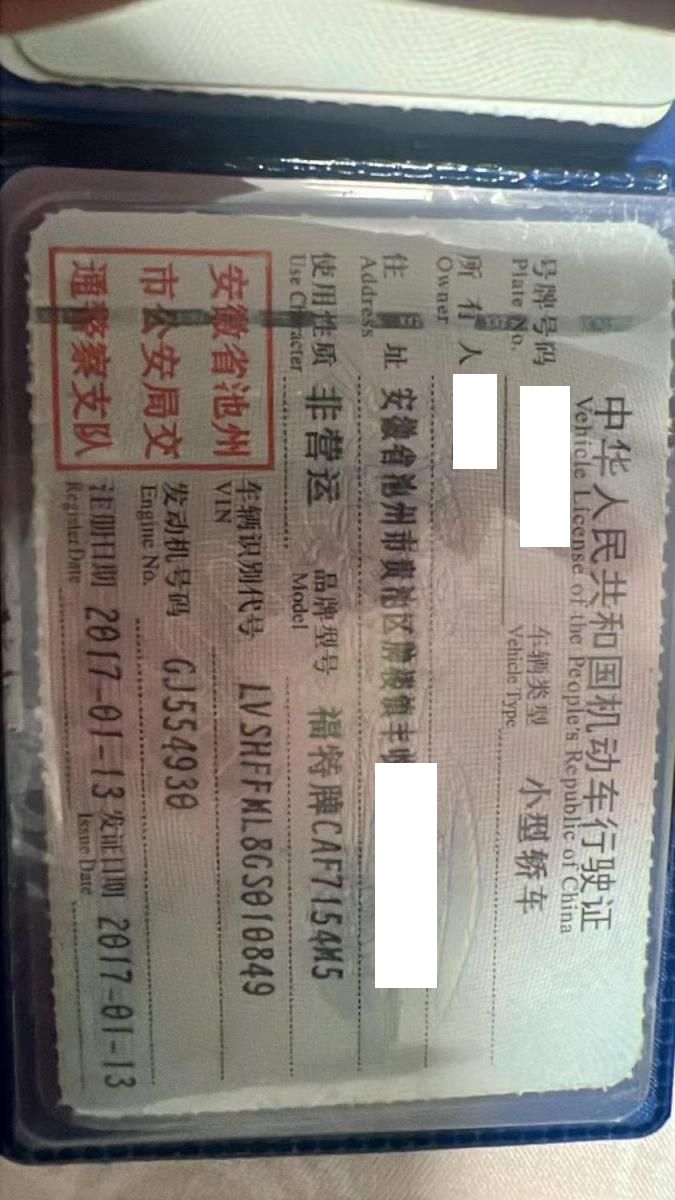 中华人民共和国机动车行驶证
Vehicle License of the People's Republic of China
号牌号码
Plate No.
车辆类型 小型轿车
Vehicle Type
所有人
Owner
住址 安徽省池州市贵池区牌楼镇丰收
Address
使用性质 非营运 品牌型号 福特牌CAF7154M5
Use Character Model
安徽省池州
市公安局交
通警察支队
车辆识别代号 LVSHFFML8GS010849
VIN
发动机号码 GJ554930
Engine No.
注册日期 2017-01-13 发证日期 2017-01-13
Register Date Issue Date